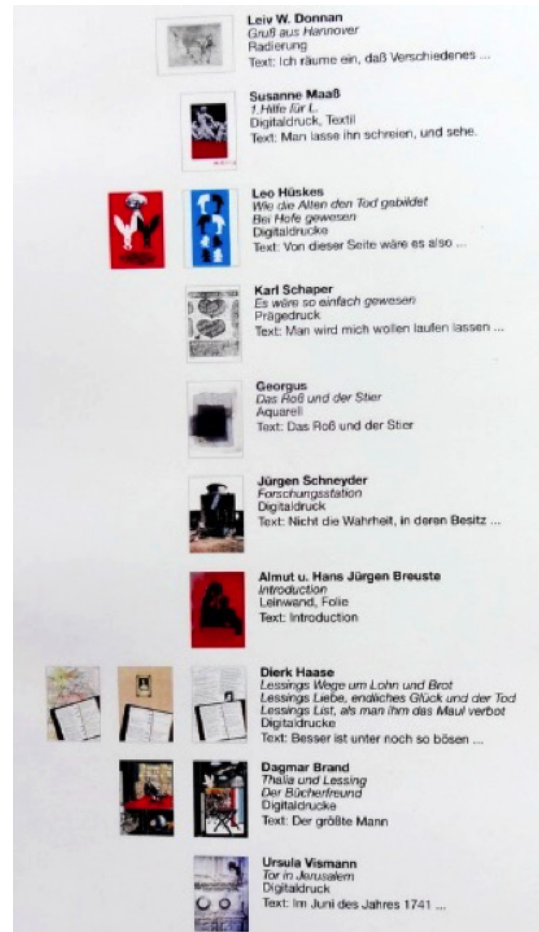 Leiv W. Donnan
Gruß aus Hannover
Radierung
Text: Ich räume ein, daß Verschiedenes ...
Susanne Maaß
1.Hilfe für L.
Digitaldruck, Textil
Text: Man lasse ihn schreien, und sehe.
Leo Hüskes
Wie die Alten den Tod gebildet
Bei Hofe gewesen
Digitaldrucke
Text: Von dieser Seite wäre es also ...
Karl Schaper
Es wäre so einfach gewesen
Prägedruck
Text: Man wird mich wollen laufen lassen ...
Georgus
Das Roß und der Stier
Aquarell
Text: Das Roß und der Stier
Jürgen Schneyder
Forschungsstation
Digitaldruck
Text: Nicht die Wahrheit, in deren Besitz ...
Almut u. Hans Jürgen Breuste
Introduction
Leinwand, Folie
Text: Introduction
Dierk Haase
Lessings Wege um Lohn und Brot
Lessings Liebe, endliches Glück und der Tod
Lessings List, als man ihm das Maul verbot
Digitaldrucke
Text: Besser ist unter noch so bösen ...
Dagmar Brand
Thalia und Lessing
Der Bücherfreund
Digitaldrucke
Text: Der größte Mann
Ursula Vismann
Tor in Jerusalem
Digitaldruck
Text: Im Juni des Jahres 1741 ...